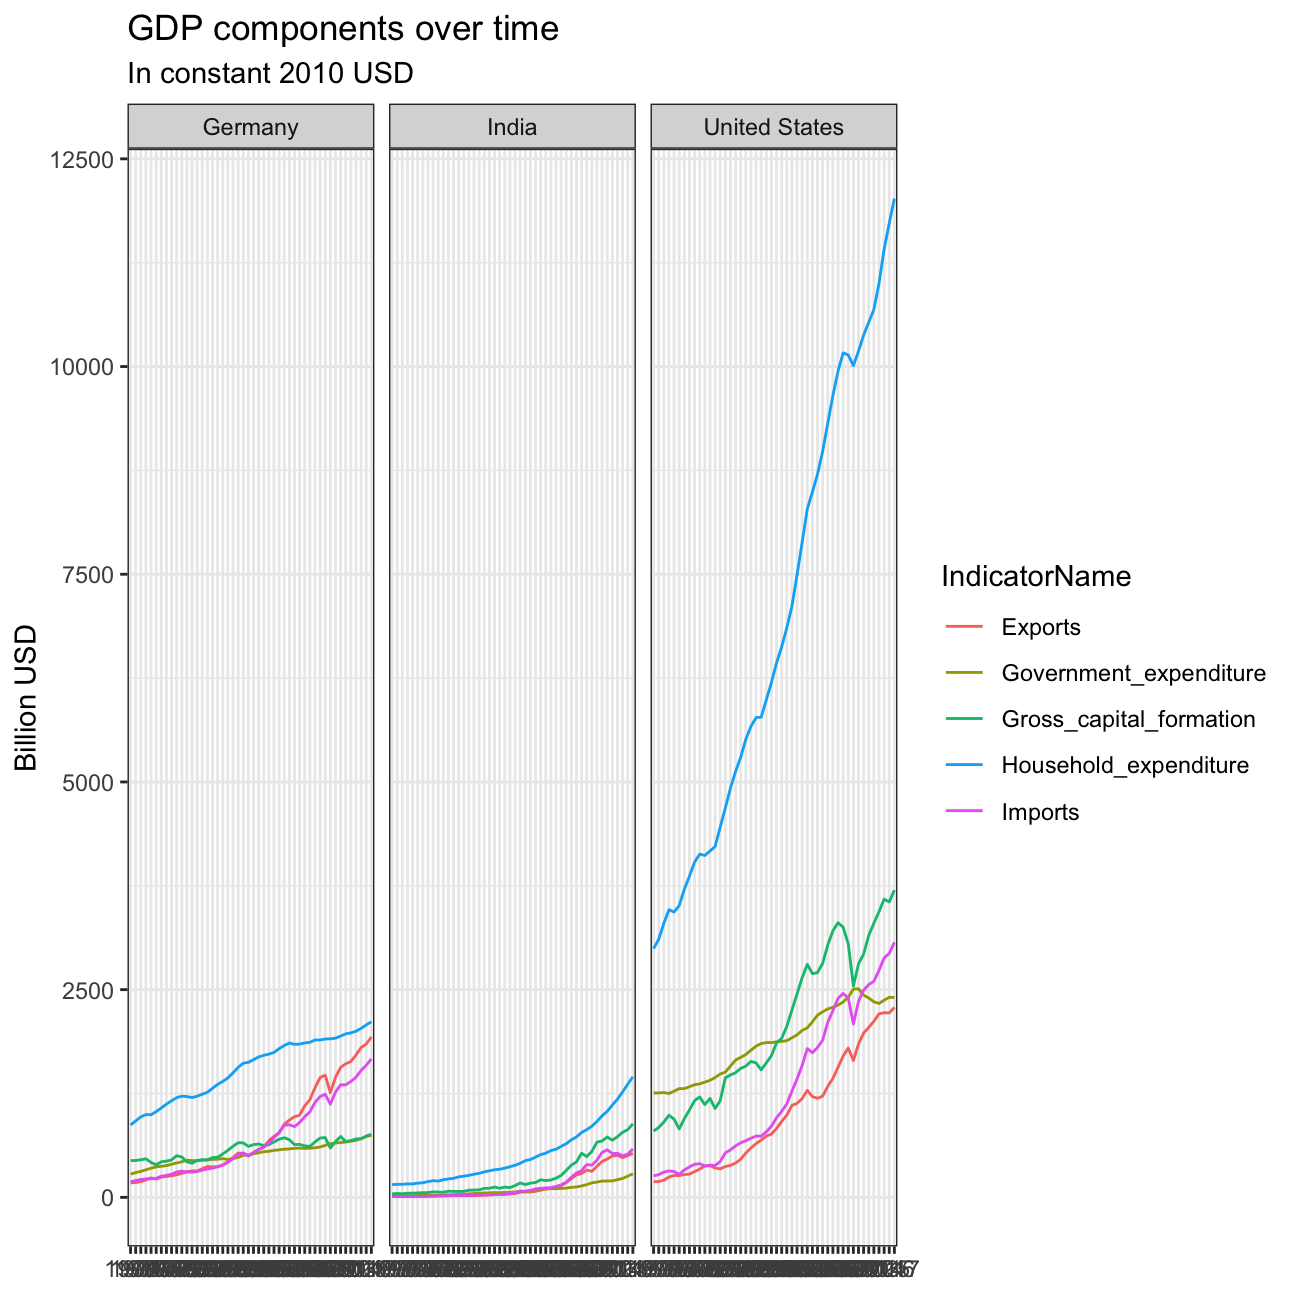 GDP components over time
In constant 2010 USD
Germany India United States
12500
10000
7500
5000
2500
0
Billion USD
IndicatorName
Exports
Government_expenditure
Gross_capital_formation
Household_expenditure
Imports